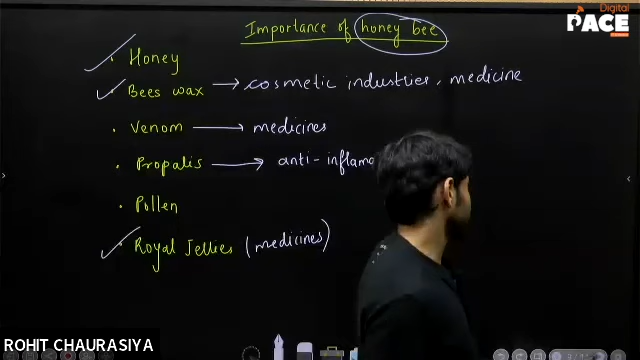 Digital
PACE
Importance of honey bee
Honey
Bees wax → cosmetic industries, medicine
Venom → medicines
Propalis → anti-inflama
Pollen
Royal Jellies (medicines)
ROHIT CHAURASIYA